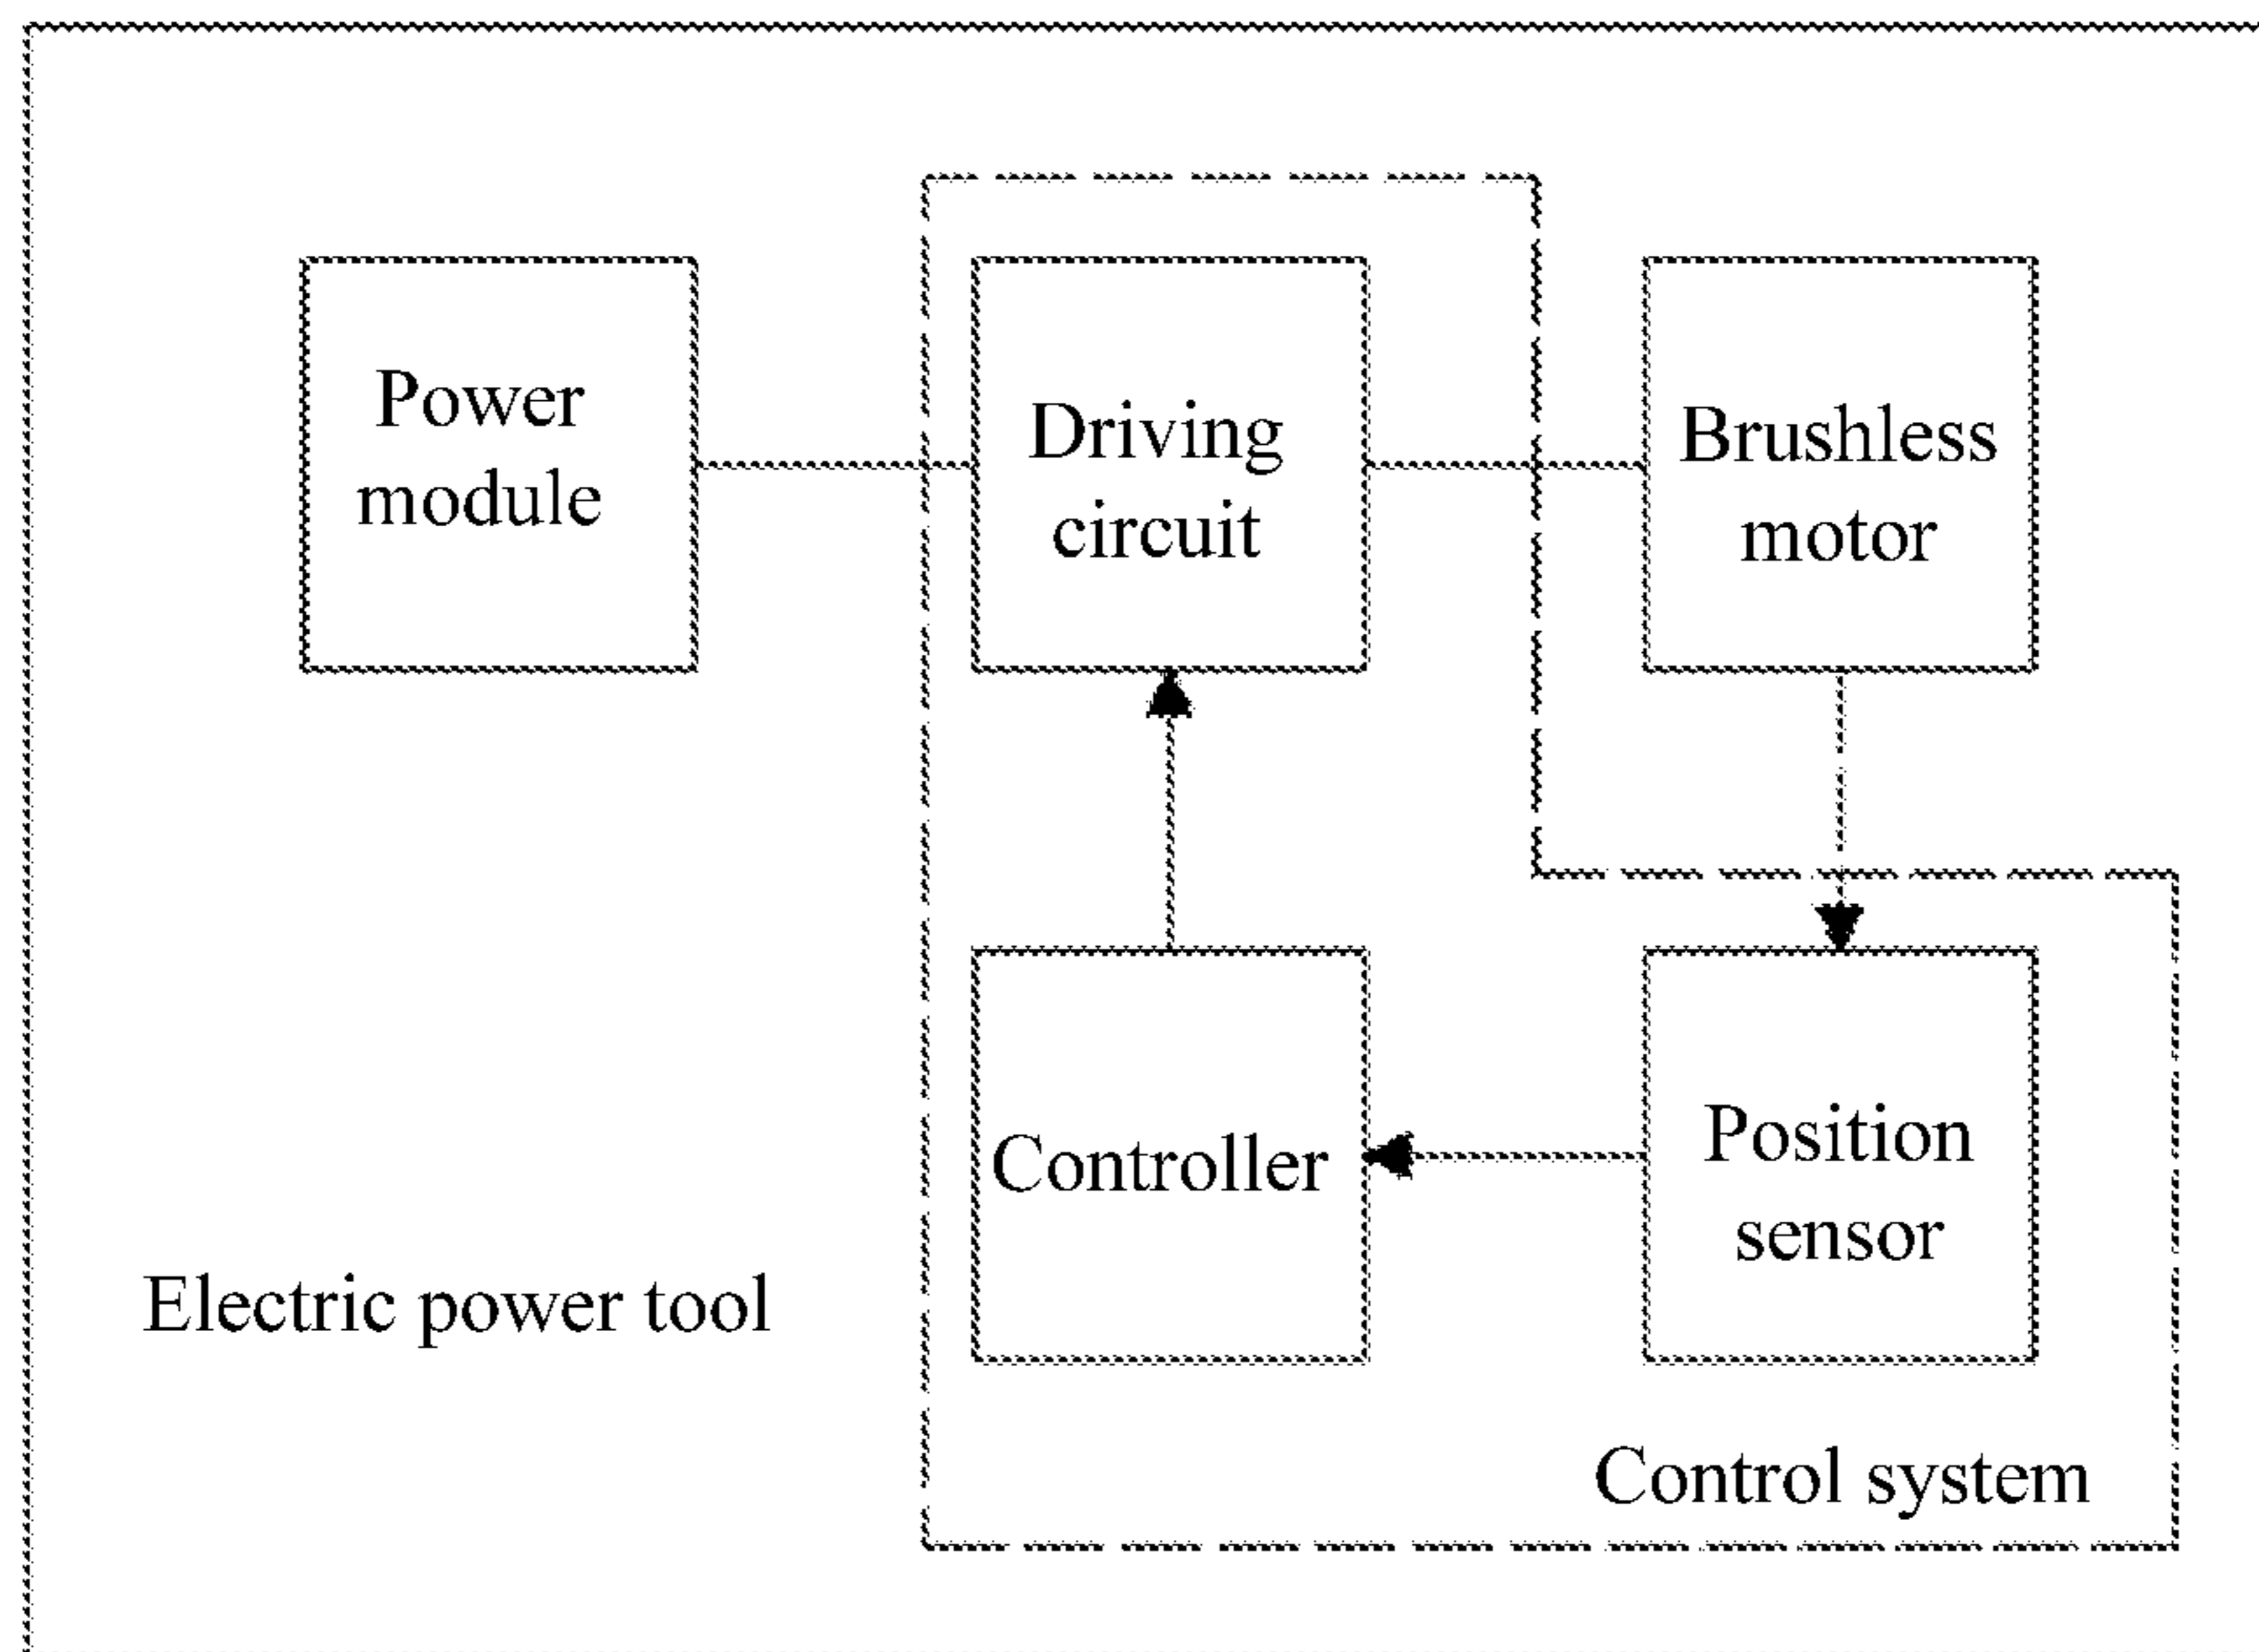 Power
module
Driving
circuit
Brushless
motor
Controller
Position
sensor
Electric power tool
Control system